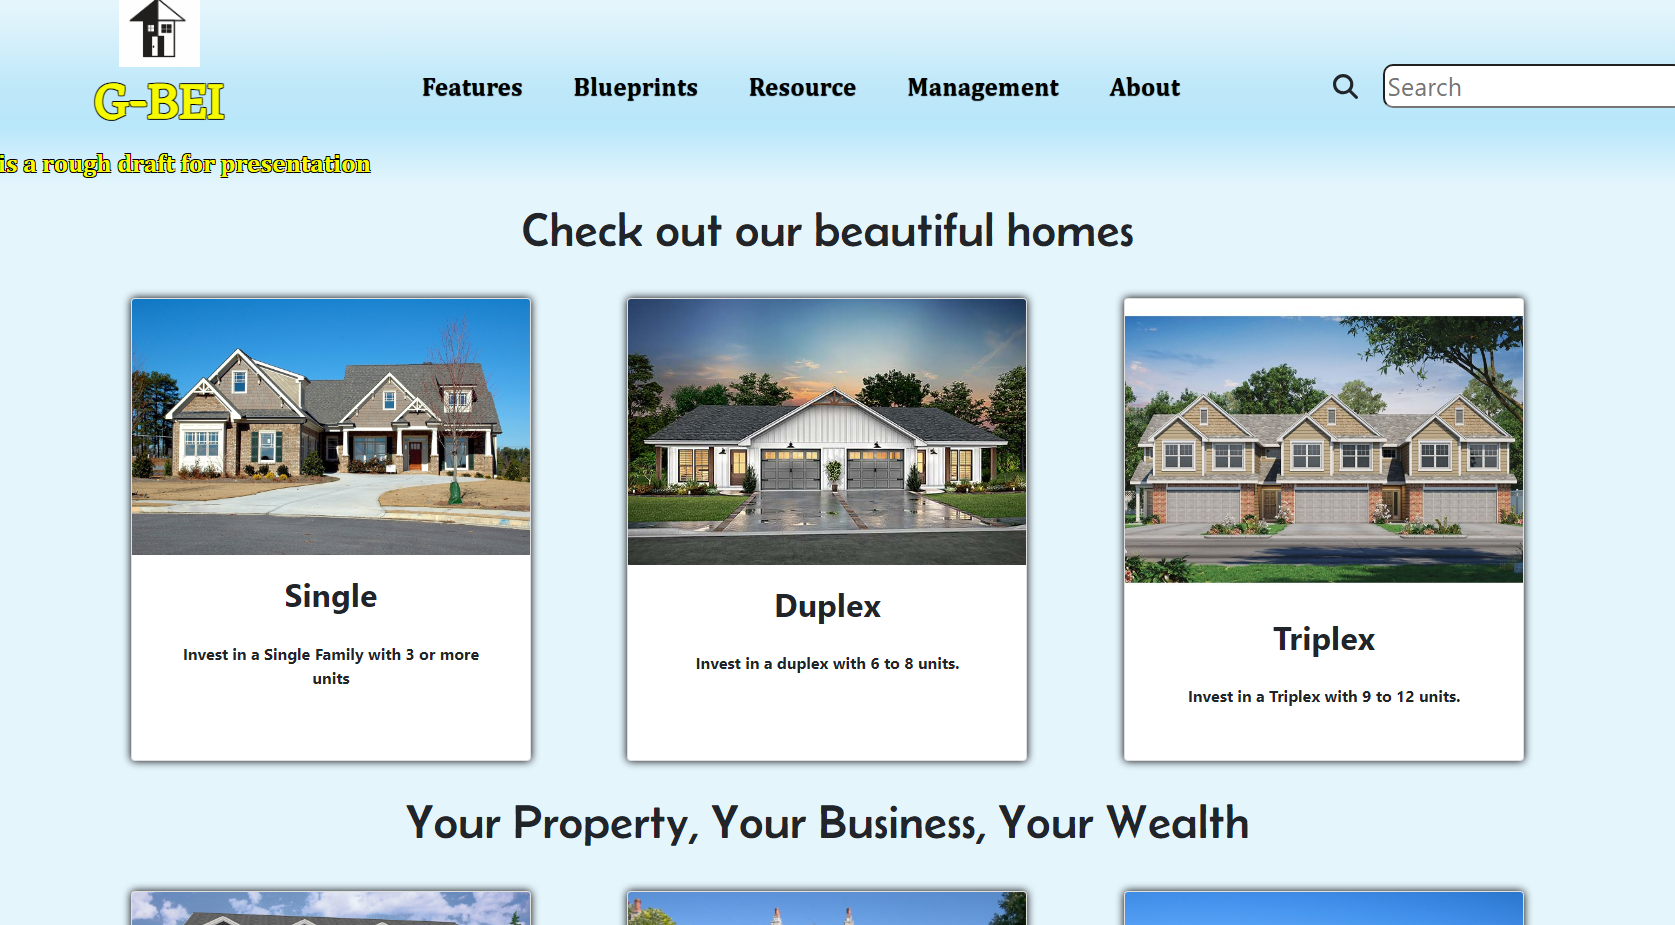 G-BEI
Features
Blueprints
Resource
Management
About
Search
is a rough draft for presentation
Check out our beautiful homes
Single
Invest in a Single Family with 3 or more
units
Duplex
Invest in a duplex with 6 to 8 units.
Triplex
Invest in a Triplex with 9 to 12 units.
Your Property, Your Business, Your Wealth